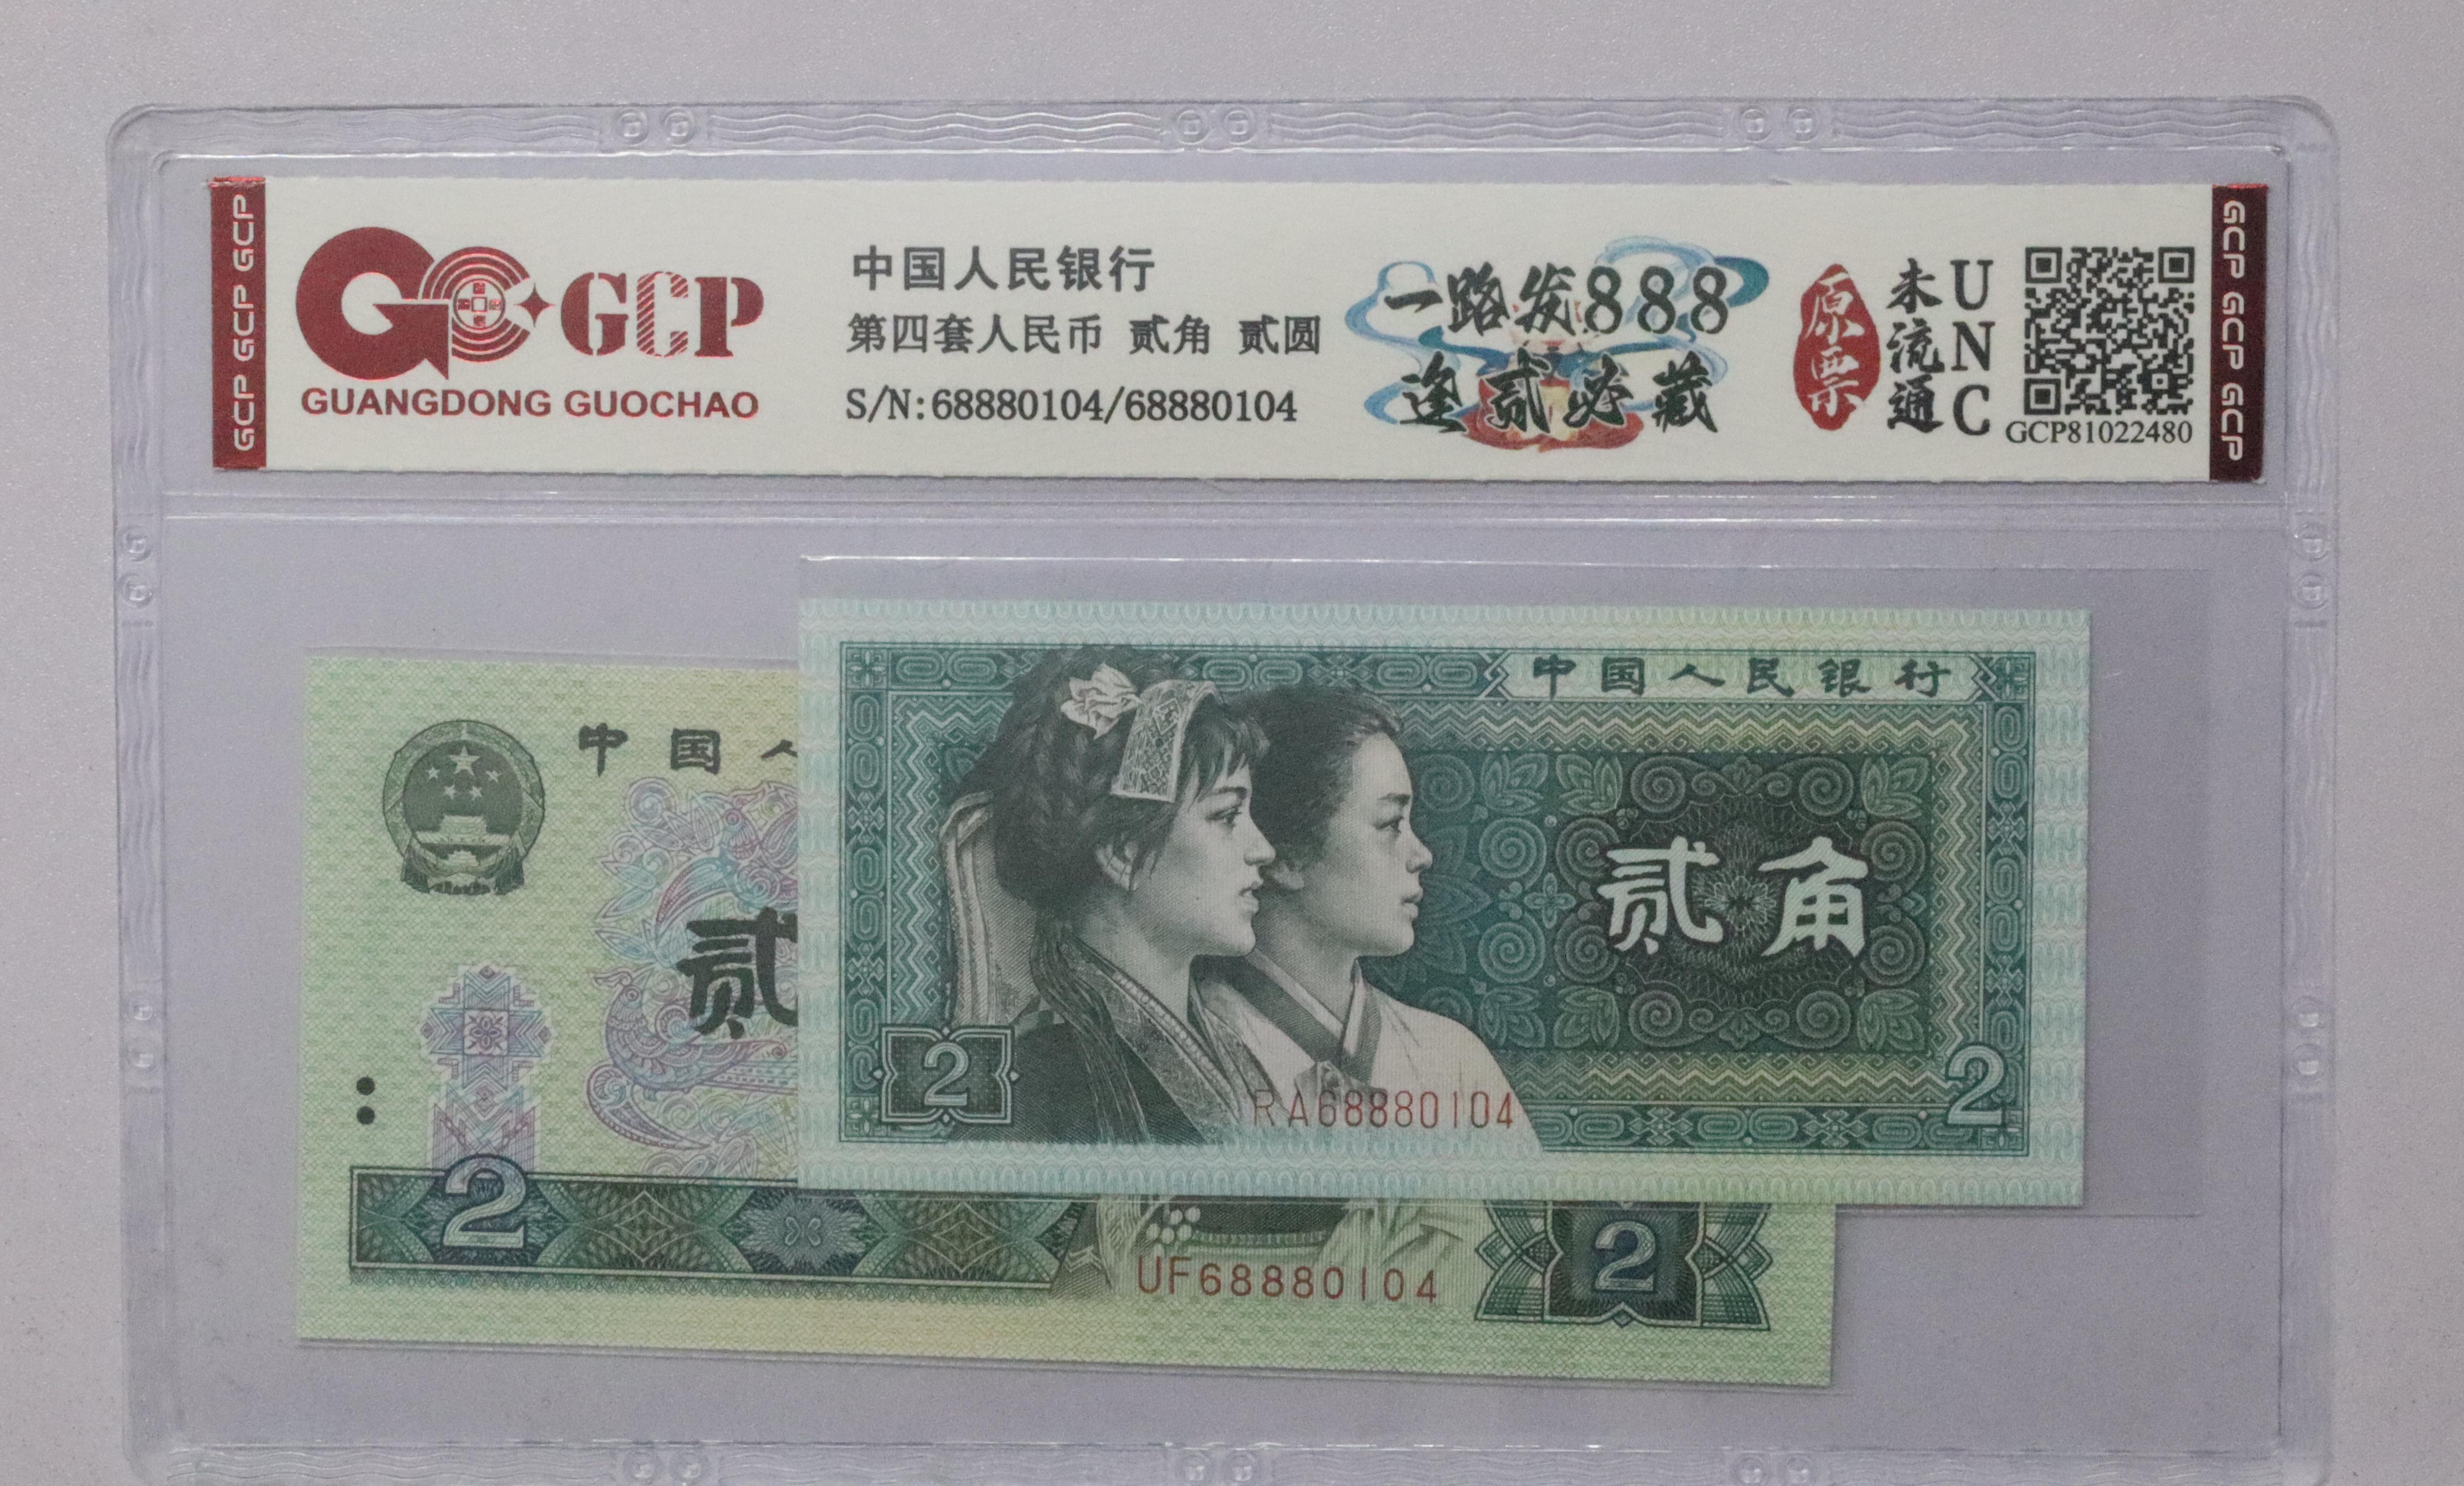 GCP GCP GCP
GCP
GUANGDONG GUOCHAO
中国人民银行
第四套人民币 贰角 贰圆
S/N:68880104/68880104
一路发888
逢贰必藏
原票
未流通
UNC
GCP81022480
GCP GCP GCP
中国人民银行
贰角
2
RA68880104
2
中国人
贰
2
UF68880104
2